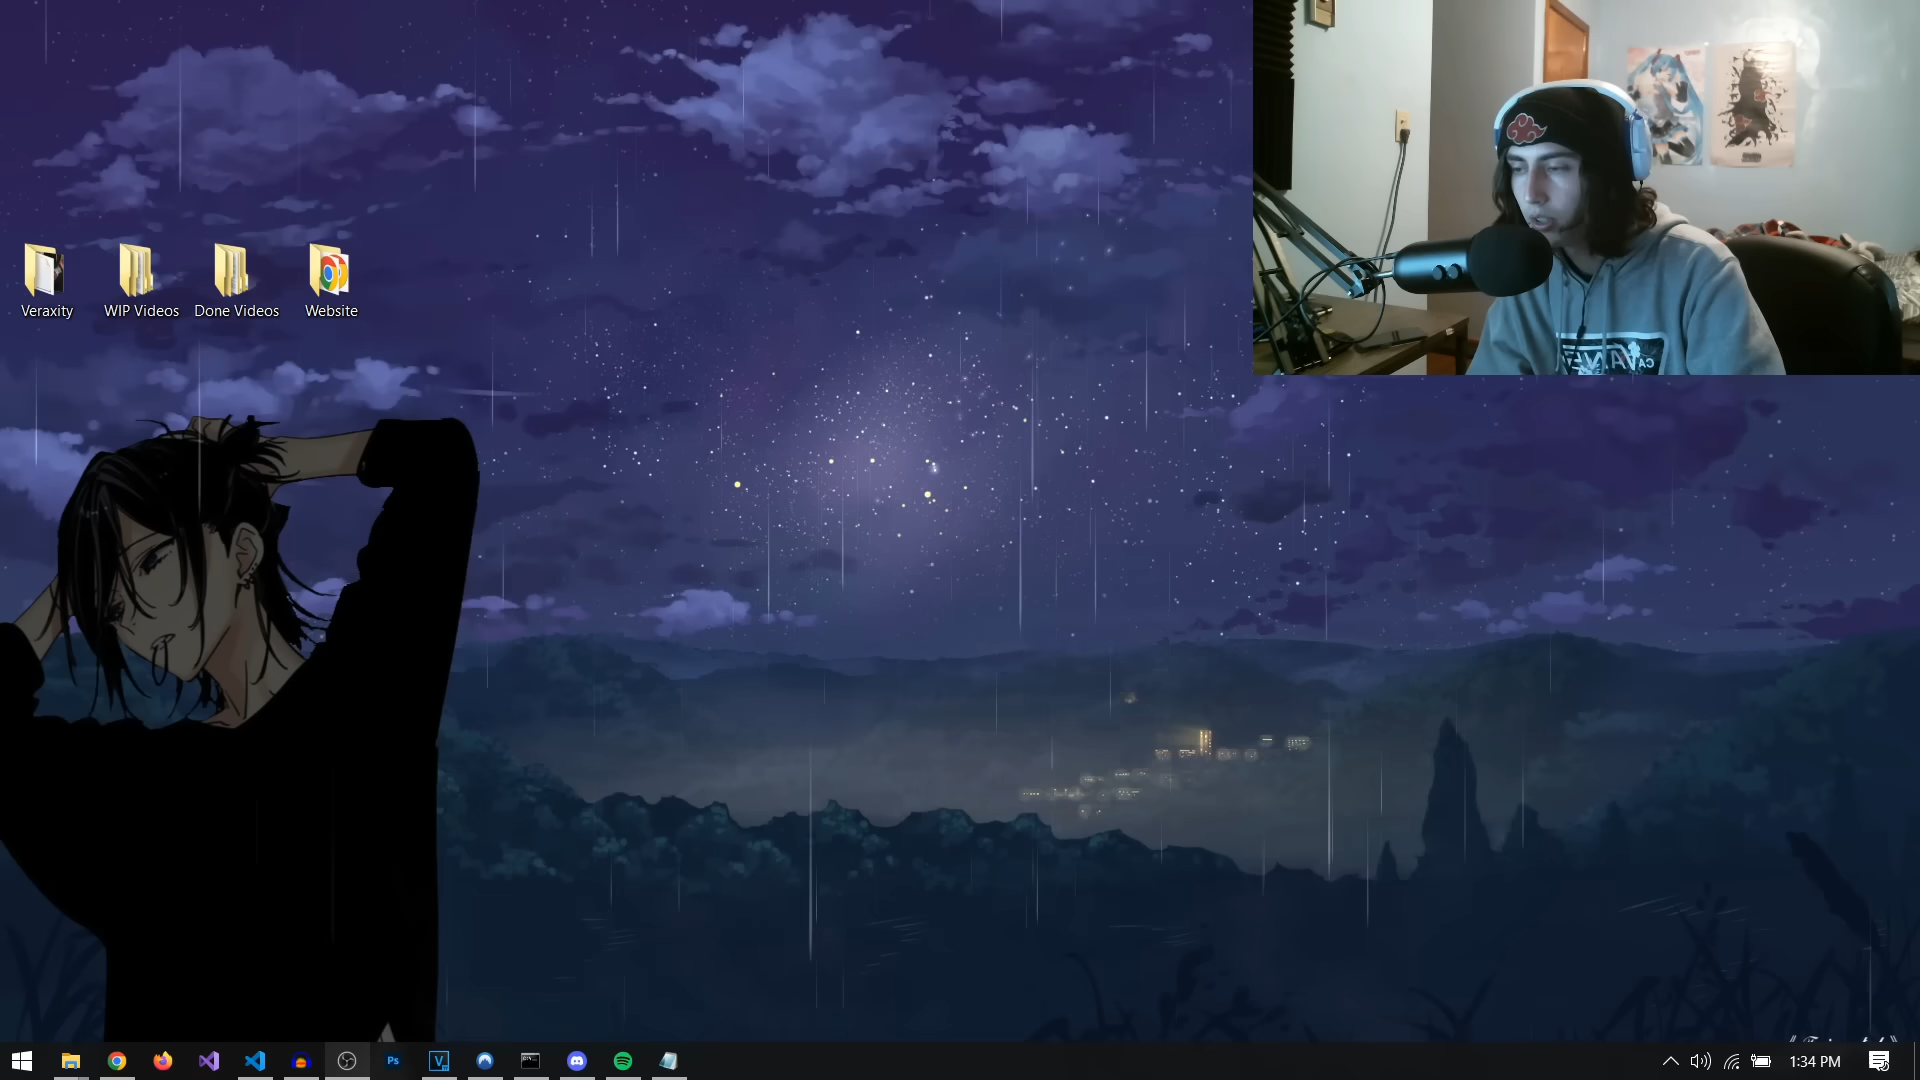 Veraxity
WIP Videos
Done Videos
Website
Ps
V
1:34 PM